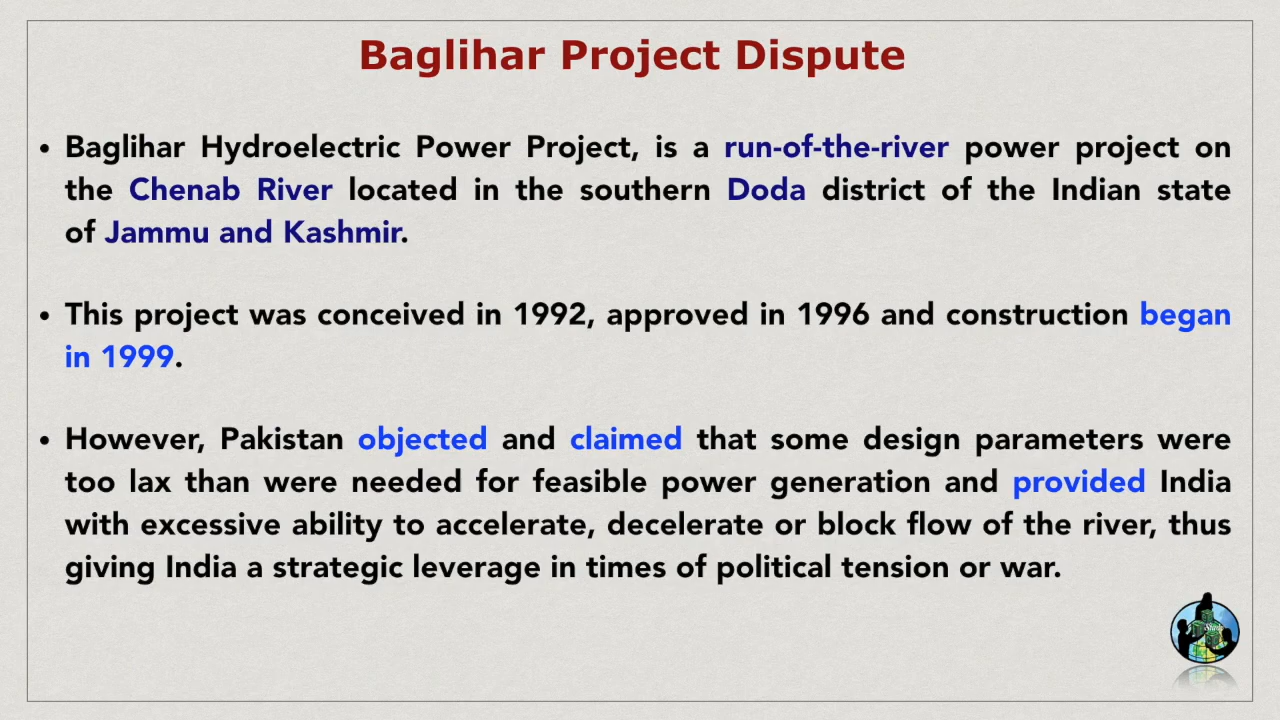 Baglihar Project Dispute
• Baglihar Hydroelectric Power Project, is a run-of-the-river power project on
the Chenab River located in the southern Doda district of the Indian state
of Jammu and Kashmir.
• This project was conceived in 1992, approved in 1996 and construction began
in 1999.
• However, Pakistan objected and claimed that some design parameters were
too lax than were needed for feasible power generation and provided India
with excessive ability to accelerate, decelerate or block flow of the river, thus
giving India a strategic leverage in times of political tension or war.